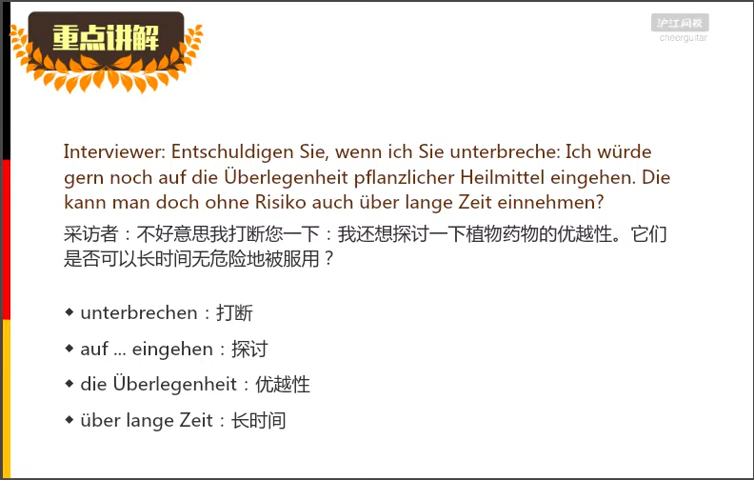 重点讲解
沪江网校
cheerguitar
Interviewer: Entschuldigen Sie, wenn ich Sie unterbreche: Ich würde
gern noch auf die Überlegenheit pflanzlicher Heilmittel eingehen. Die
kann man doch ohne Risiko auch über lange Zeit einnehmen?
采访者：不好意思我打断您一下：我还想探讨一下植物药物的优越性。它们
是否可以长时间无危险地被服用？
◆ unterbrechen：打断
◆ auf ... eingehen：探讨
◆ die Überlegenheit：优越性
◆ über lange Zeit：长时间